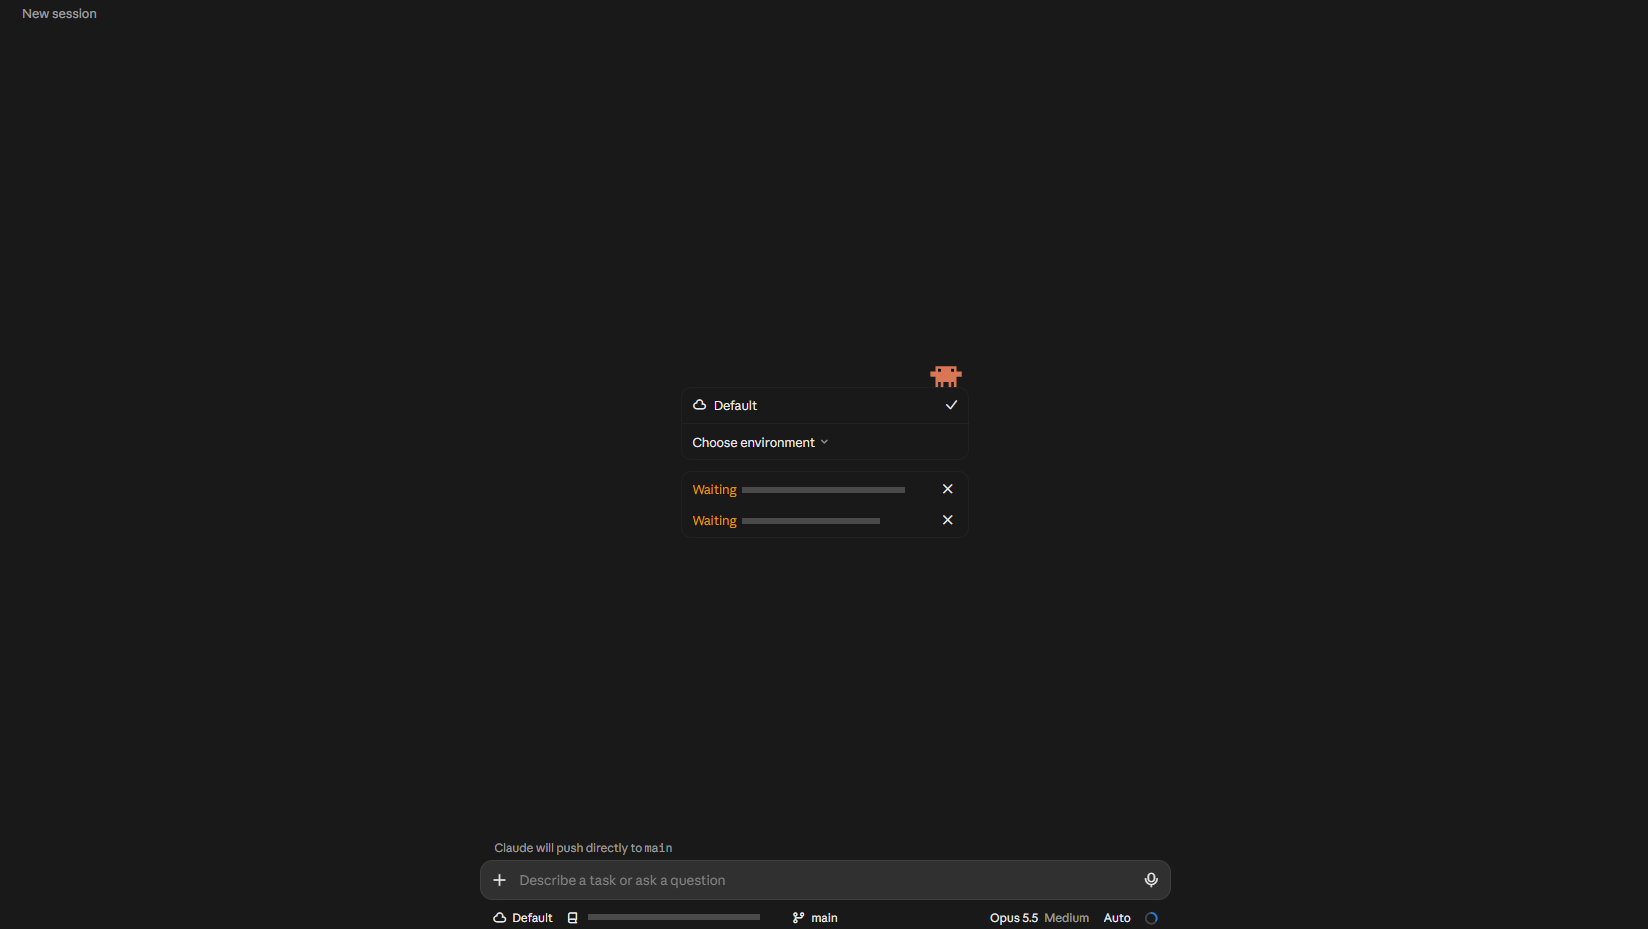 New session
Default
Choose environment
Waiting
Waiting
Claude will push directly to main
Describe a task or ask a question
Default main Opus 5.5 Medium Auto